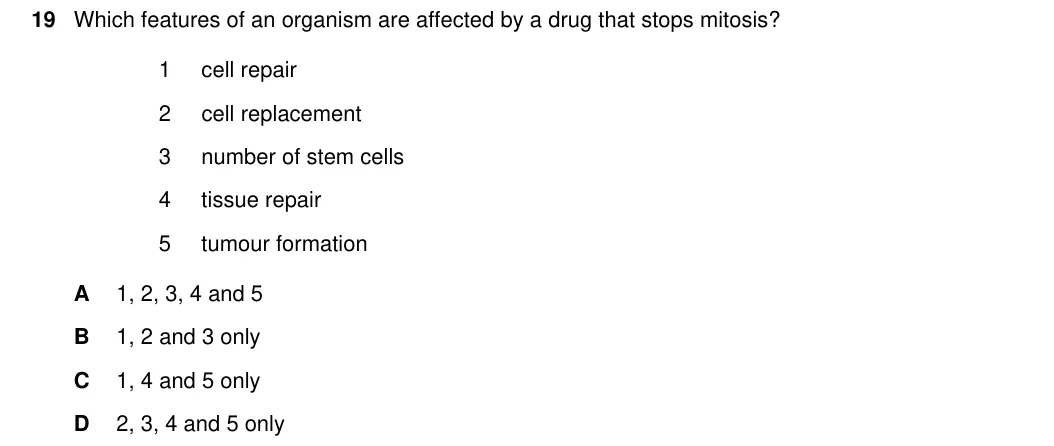 19 Which features of an organism are affected by a drug that stops mitosis?
1 cell repair
2 cell replacement
3 number of stem cells
4 tissue repair
5 tumour formation
A 1, 2, 3, 4 and 5
B 1, 2 and 3 only
C 1, 4 and 5 only
D 2, 3, 4 and 5 only